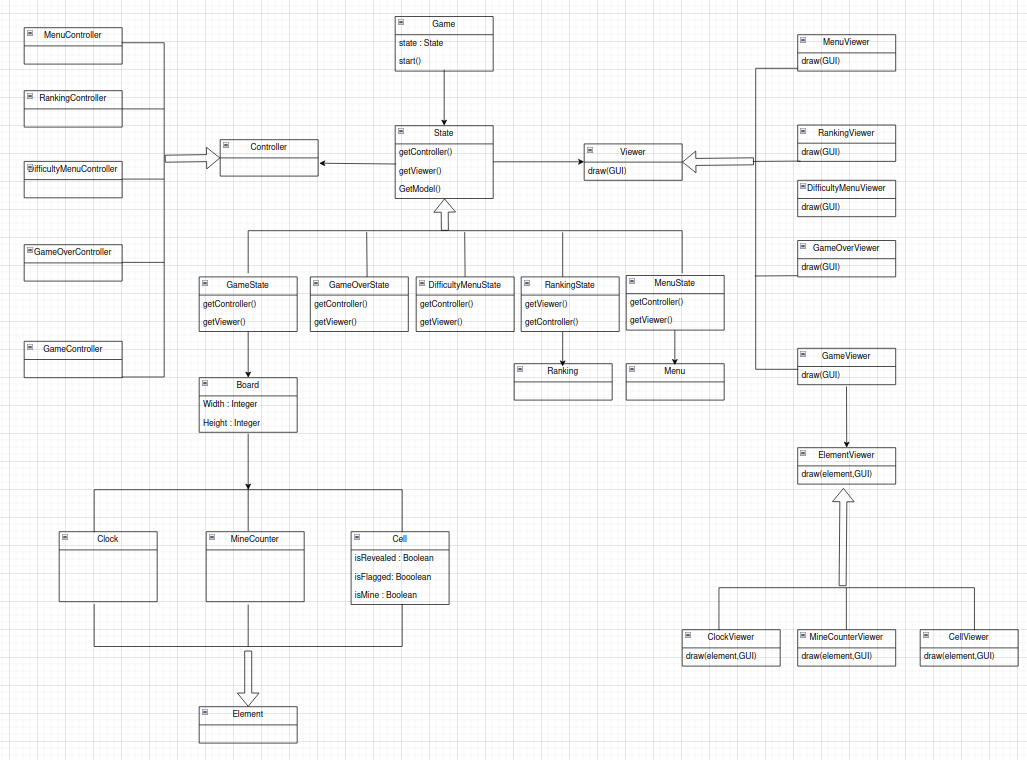 Game
state : State
start()
MenuController
RankingController
DifficultyMenuController
GameOverController
GameController
Controller
State
getController()
getViewer()
GetModel()
Viewer
draw(GUI)
MenuViewer
draw(GUI)
RankingViewer
draw(GUI)
DifficultyMenuViewer
draw(GUI)
GameOverViewer
draw(GUI)
GameViewer
draw(GUI)
GameState
getController()
getViewer()
GameOverState
getController()
getViewer()
DifficultyMenuState
getController()
getViewer()
RankingState
getViewer()
getController()
MenuState
getController()
getViewer()
Ranking
Menu
Board
Width : Integer
Height : Integer
Clock
MineCounter
Cell
isRevealed : Boolean
isFlagged: Booolean
isMine : Boolean
Element
ElementViewer
draw(element,GUI)
ClockViewer
draw(element,GUI)
MineCounterViewer
draw(element,GUI)
CellViewer
draw(element,GUI)